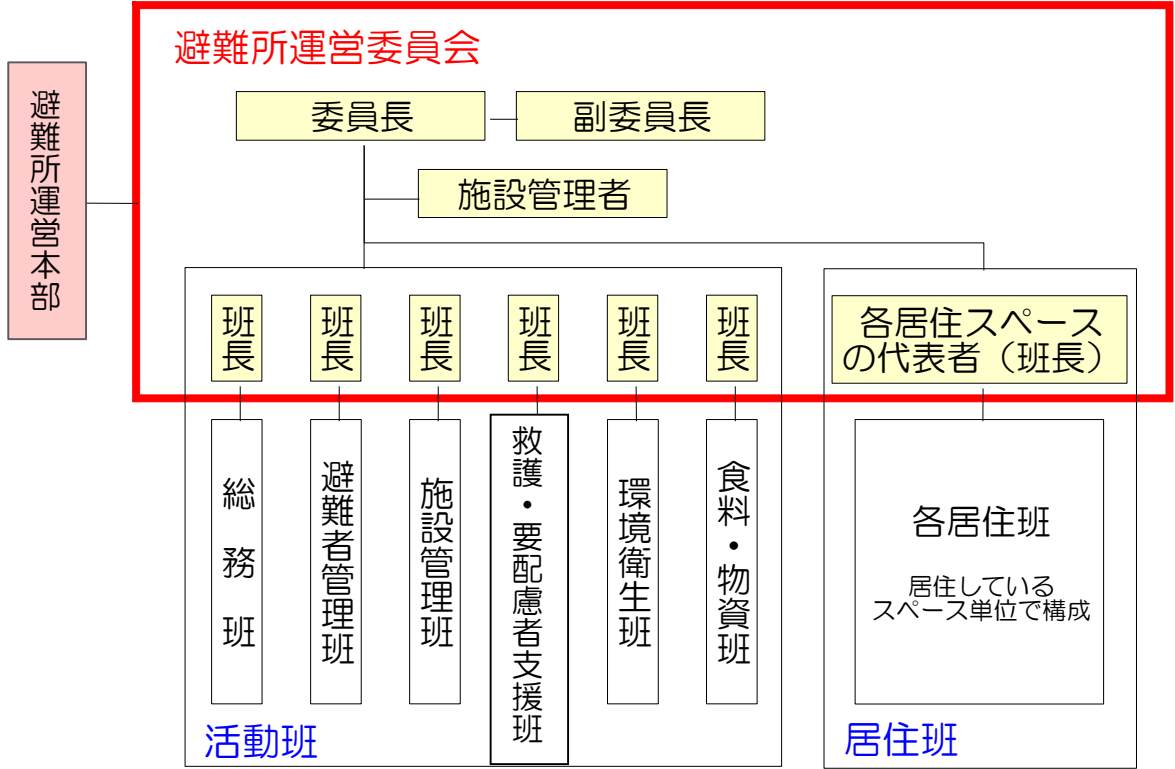 避難所運営委員会
避難所運営本部
委員長
副委員長
施設管理者
班長
班長
班長
班長
班長
班長
各居住スペース
の代表者（班長）
総務班
避難者管理班
施設管理班
救護・要配慮者支援班
環境衛生班
食料・物資班
各居住班
居住している
スペース単位で構成
活動班
居住班